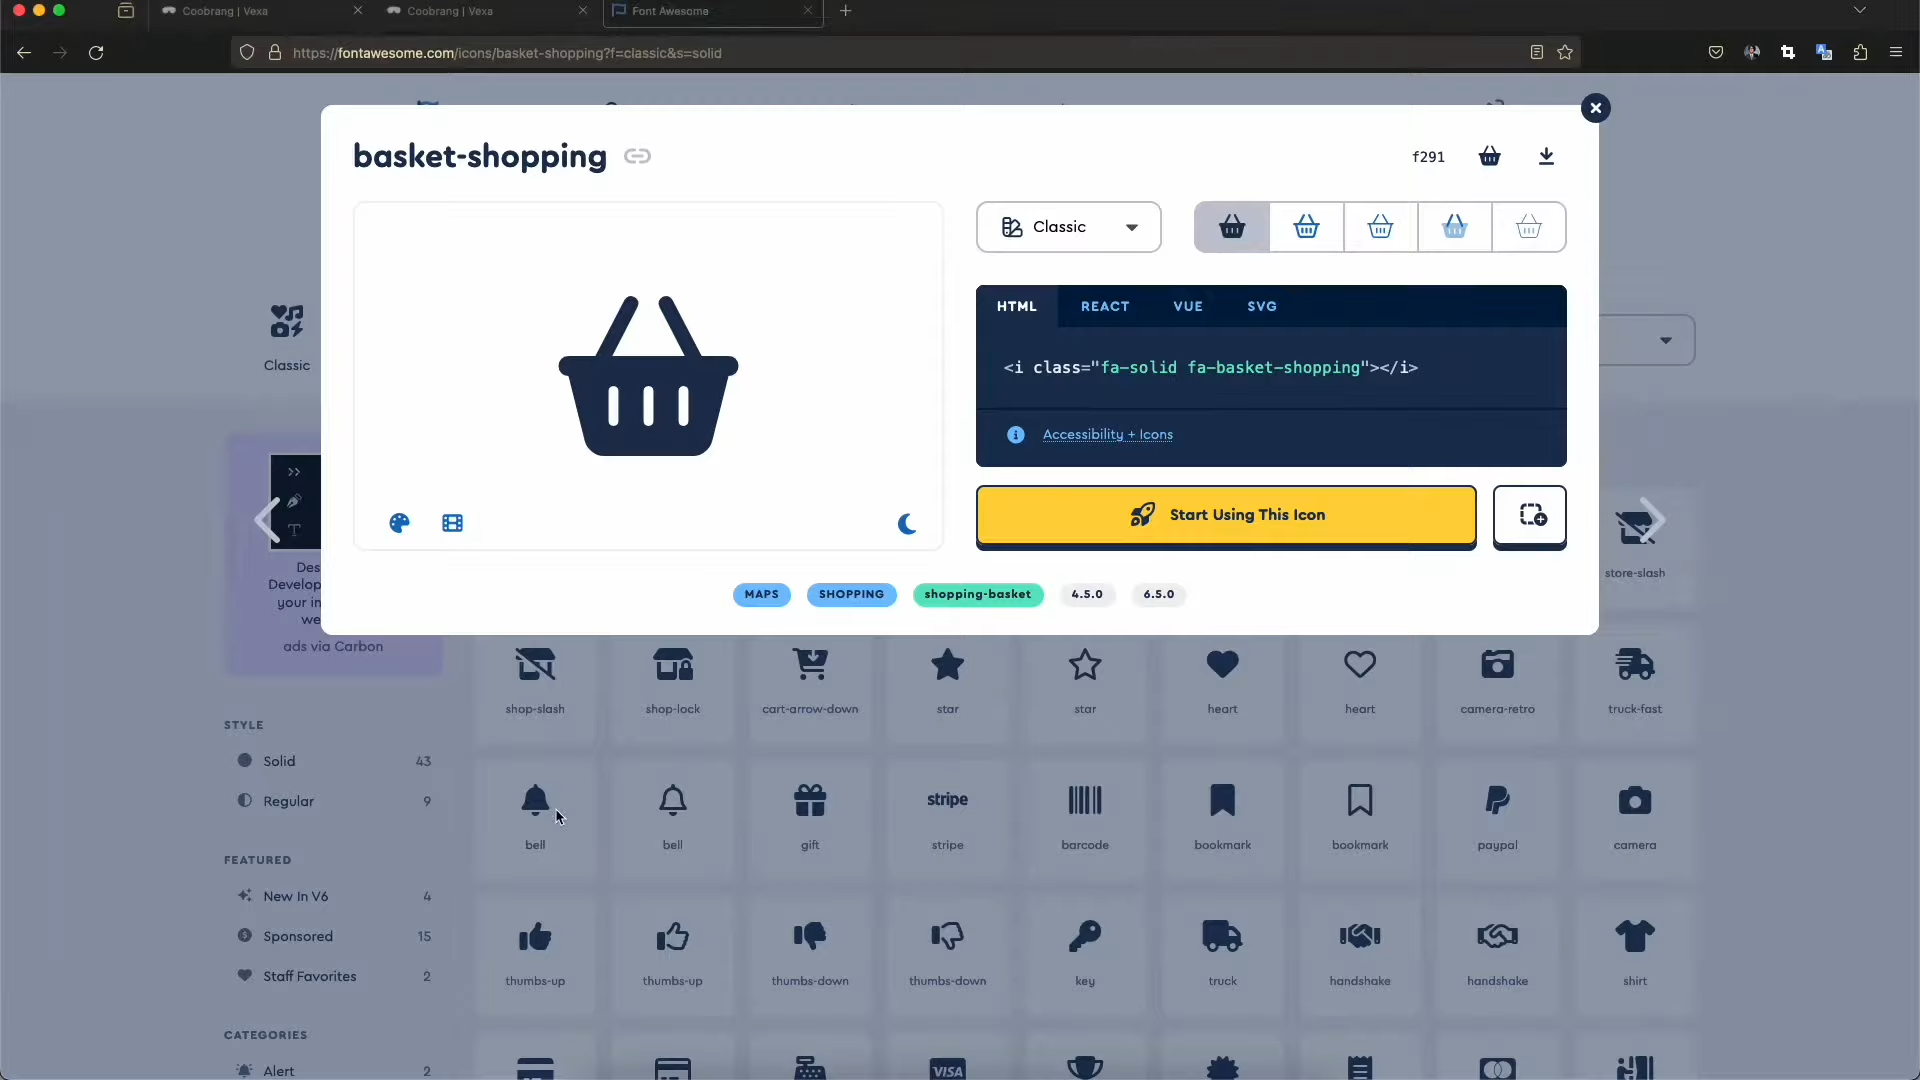 Coobrang | Vexa
Coobrang | Vexa
Font Awesome
https://fontawesome.com/icons/basket-shopping?f=classic&s=solid
basket-shopping
f291
Classic
HTML
REACT
VUE
SVG
<i class="fa-solid fa-basket-shopping"></i>
Accessibility + Icons
Start Using This Icon
MAPS
SHOPPING
shopping-basket
4.5.0
6.5.0
Classic
T
Des
Develop
your in
we
ads via Carbon
store-slash
shop-slash
shop-lock
cart-arrow-down
star
star
heart
heart
camera-retro
truck-fast
STYLE
Solid 43
Regular 9
stripe
bell
bell
gift
stripe
barcode
bookmark
bookmark
paypal
camera
FEATURED
New In V6 4
Sponsored 15
Staff Favorites 2
thumbs-up
thumbs-up
thumbs-down
thumbs-down
key
truck
handshake
handshake
shirt
CATEGORIES
Alert 2
VISA